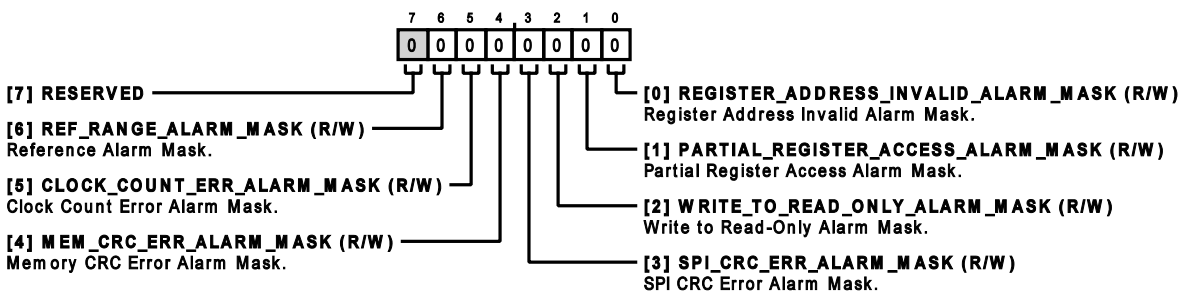 7 6 5 4 3 2 1 0
0 0 0 0 0 0 0 0
[7] RESERVED
[6] REF_RANGE_ALARM_MASK (R/W)
Reference Alarm Mask.
[5] CLOCK_COUNT_ERR_ALARM_MASK (R/W)
Clock Count Error Alarm Mask.
[4] MEM_CRC_ERR_ALARM_MASK (R/W)
Memory CRC Error Alarm Mask.
[0] REGISTER_ADDRESS_INVALID_ALARM_MASK (R/W)
Register Address Invalid Alarm Mask.
[1] PARTIAL_REGISTER_ACCESS_ALARM_MASK (R/W)
Partial Register Access Alarm Mask.
[2] WRITE_TO_READ_ONLY_ALARM_MASK (R/W)
Write to Read-Only Alarm Mask.
[3] SPI_CRC_ERR_ALARM_MASK (R/W)
SPI CRC Error Alarm Mask.